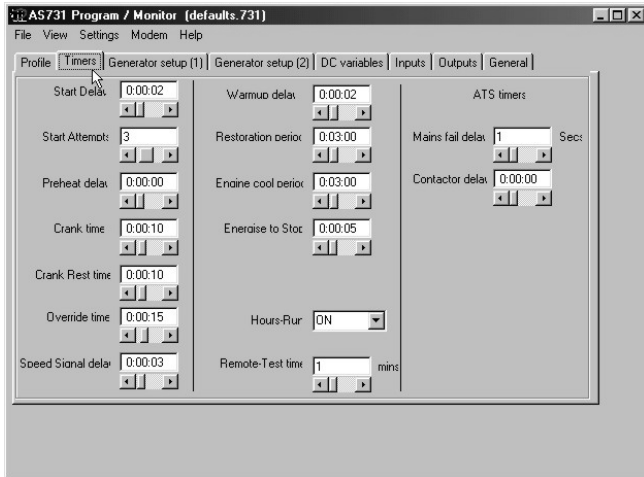 AS731 Program / Monitor (defaults.731)
File View Settings Modem Help
Profile Timers Generator setup (1) Generator setup (2) DC variables Inputs Outputs General
Start Delay 0:00:02
Start Attempts 3
Preheat delay 0:00:00
Crank time 0:00:10
Crank Rest time 0:00:10
Override time 0:00:15
Speed Signal delay 0:00:03
Warmup delay 0:00:02
Restoration period 0:03:00
Engine cool period 0:03:00
Energise to Stop 0:00:05
Hours-Run ON
Remote-Test time 1 mins
ATS timers
Mains fail delay 1 Secs
Contactor delay 0:00:00